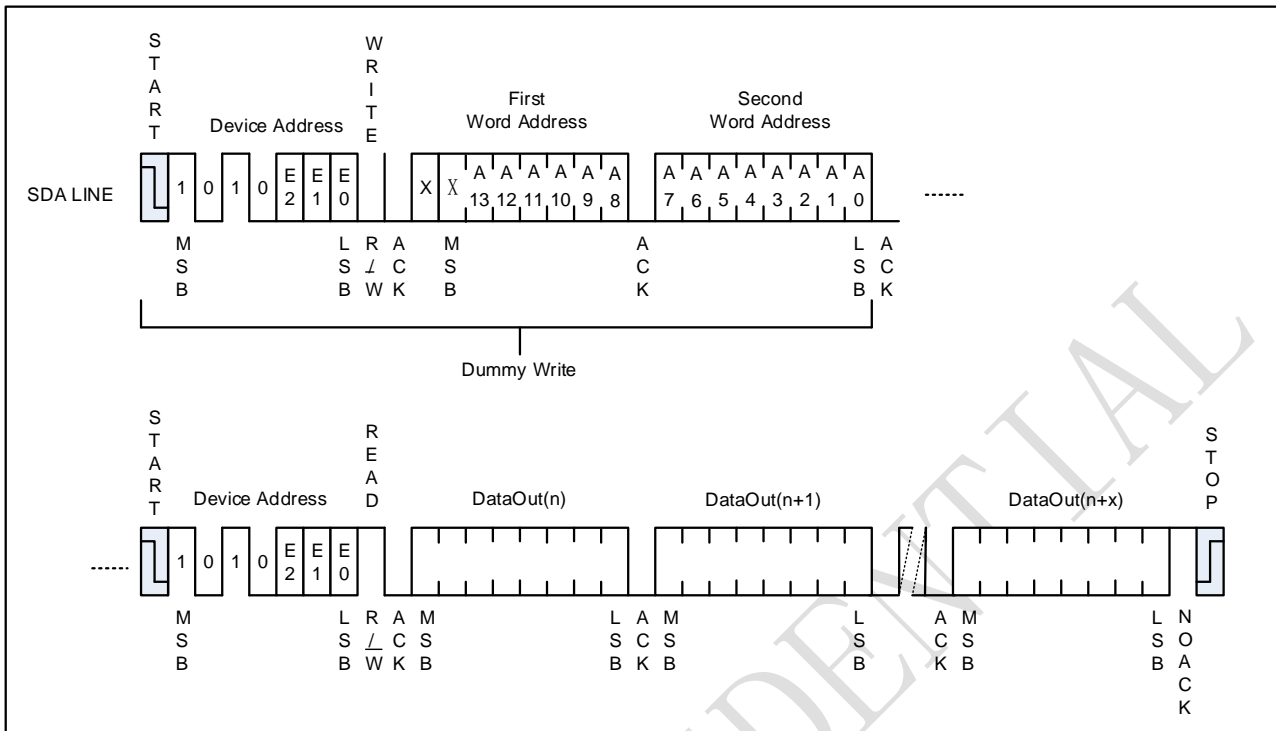 START
WRITE
Device Address
First
Word Address
Second
Word Address
SDA LINE
1 0 1 0 E2 E1 E0 X X A13 A12 A11 A10 A9 A8 A7 A6 A5 A4 A3 A2 A1 A0 ......
MSB LSB R/W ACK MSB ACK LSB ACK
Dummy Write
START
READ
STOP
Device Address DataOut(n) DataOut(n+1) DataOut(n+x)
...... 1 0 1 0 E2 E1 E0
MSB LSB R/W ACK MSB LSB ACK MSB LSB ACK MSB LSB NOACK
DENTIAL